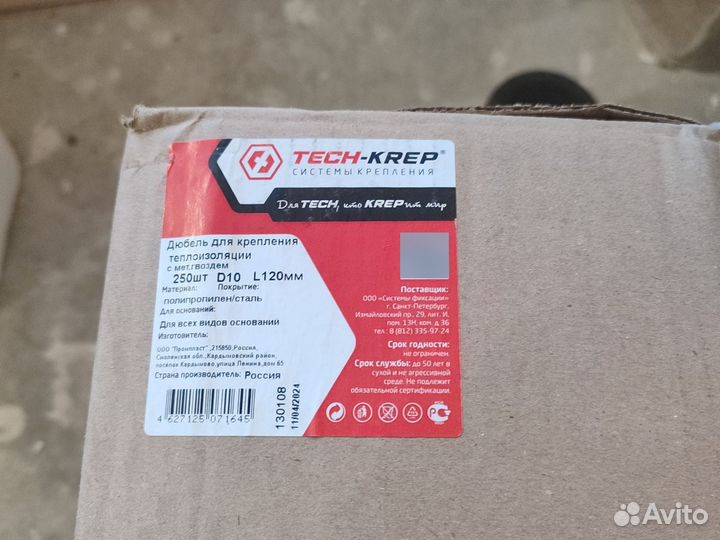 TECH-KREP®
СИСТЕМЫ КРЕПЛЕНИЯ
Для TECH, кто KREPит мир
Дюбель для крепления
теплоизоляции
с мет.гвоздем
250шт D10 L120мм
Материал: Покрытие:
полипропилен/сталь
Для оснований:
Для всех видов оснований
Изготовитель:
ООО "Промпласт" ,215850,Россия,
Смоленская обл.,Кардымовский район,
поселок Кардымово,улица Ленина,дом 65
Страна производитель: Россия
4 627125 071645
130108
11/04/2024
Поставщик:
ООО «Системы фиксации»
г. Санкт-Петербург,
Измайловский пр., 29, лит. И,
пом. 13Н, ком. д 36
тел.: 8 (812) 335-97-24
Срок годности:
не ограничен.
Срок службы: до 50 лет в
сухой и не агрессивной
среде. Не подлежит
обязательной сертификации.
Avito